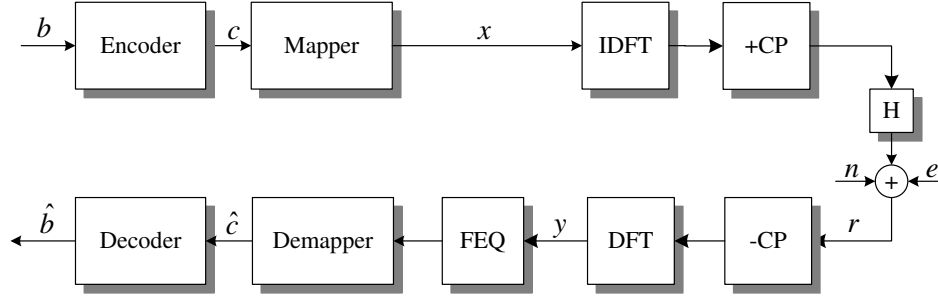 b Encoder c Mapper x IDFT +CP
H
n + e
b̂ Decoder ĉ Demapper FEQ y DFT -CP r